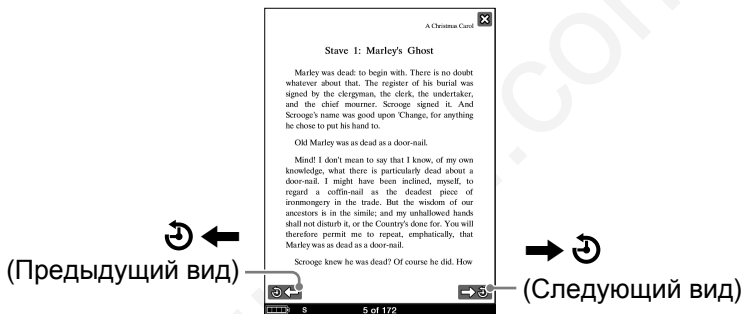 A Christmas Carol
Stave 1: Marley's Ghost
Marley was dead: to begin with. There is no doubt
whatever about that. The register of his burial was
signed by the clergyman, the clerk, the undertaker,
and the chief mourner. Scrooge signed it. And
Scrooge's name was good upon 'Change, for anything
he chose to put his hand to.
Old Marley was as dead as a door-nail.
Mind! I don't mean to say that I know, of my own
knowledge, what there is particularly dead about a
door-nail. I might have been inclined, myself, to
regard a coffin-nail as the deadest piece of
ironmongery in the trade. But the wisdom of our
ancestors is in the simile; and my unhallowed hands
shall not disturb it, or the Country's done for. You will
therefore permit me to repeat, emphatically, that
Marley was as dead as a door-nail.
Scrooge knew he was dead? Of course he did. How
(Предыдущий вид)
(Следующий вид)
S 5 of 172